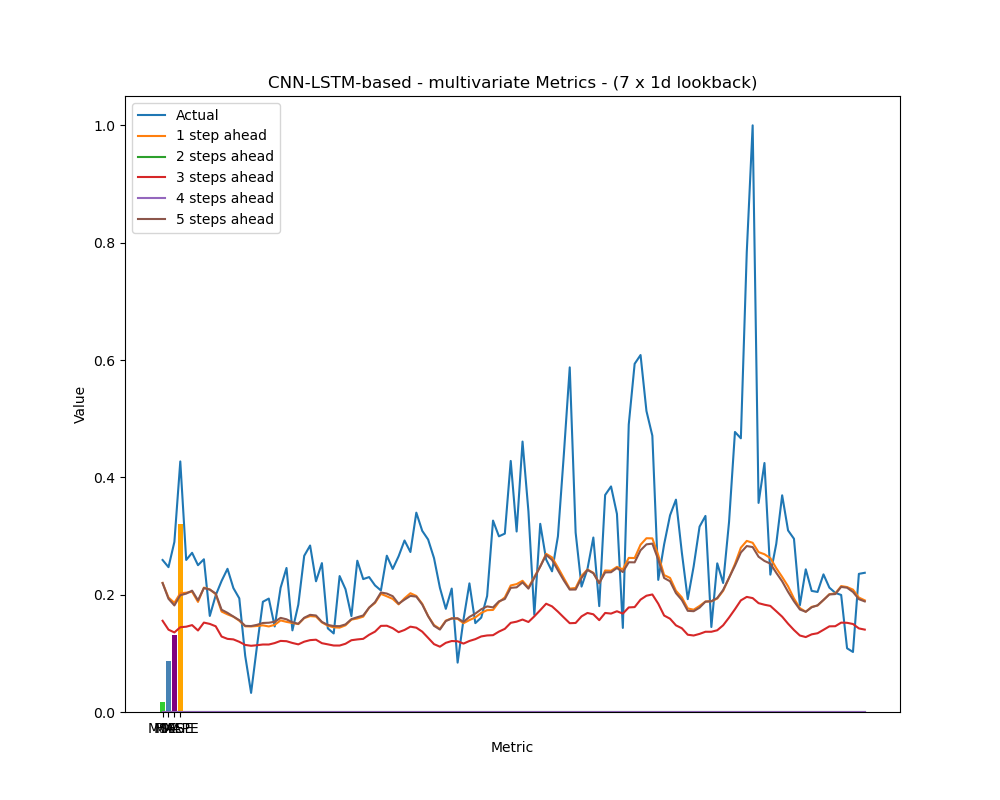 CNN-LSTM-based - multivariate Metrics - (7 x 1d lookback)
Actual
1 step ahead
2 steps ahead
3 steps ahead
4 steps ahead
5 steps ahead
1.0
0.8
0.6
0.4
0.2
0.0
Value
Metric